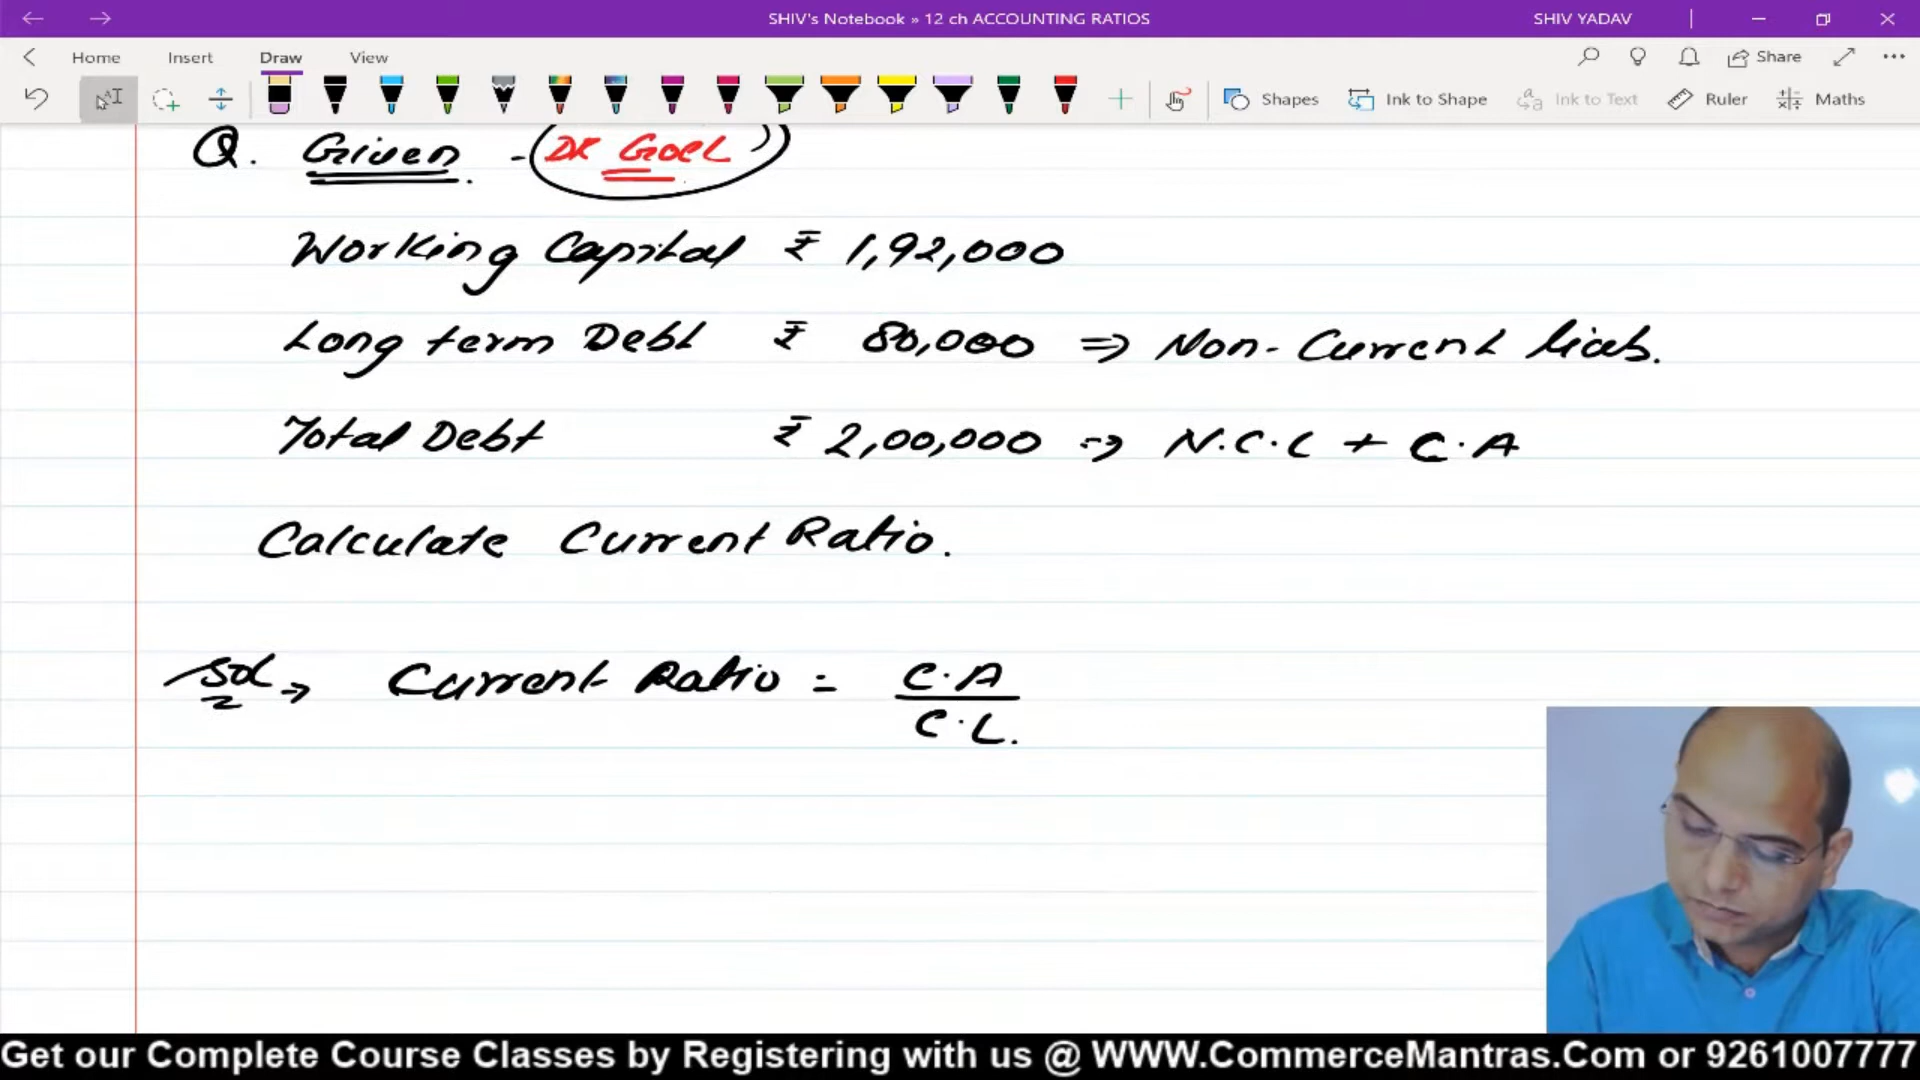 SHIV's Notebook » 12 ch ACCOUNTING RATIOS
SHIV YADAV
Home Insert Draw View
Share
Shapes Ink to Shape Ink to Text Ruler Maths
Q. Given - (DK Goel)
Working Capital ₹ 1,92,000
Long term Debt ₹ 80,000 ⇒ Non-Current liab.
Total Debt ₹ 2,00,000 ⇒ N.C.L + C.A
Calculate Current Ratio.
Sol → Current Ratio = C.A
C.L.
Get our Complete Course Classes by Registering with us @ WWW.CommerceMantras.Com or 9261007777